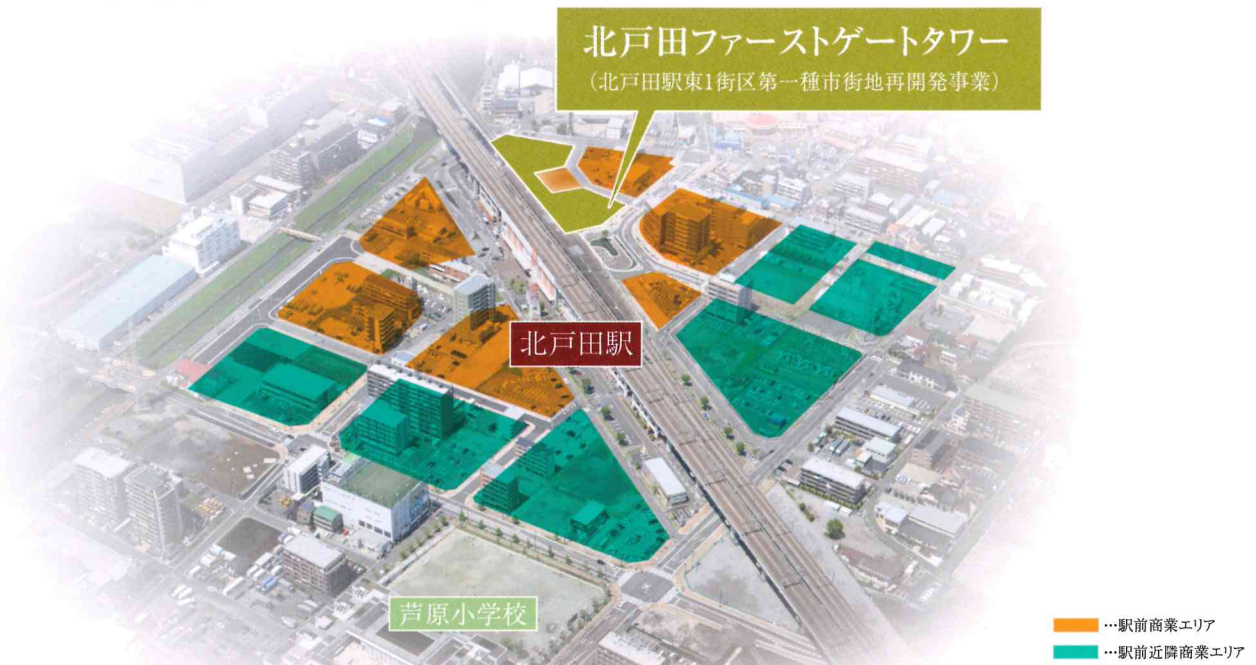 北戸田ファーストゲートタワー
（北戸田駅東1街区第一種市街地再開発事業）
北戸田駅
芦原小学校
…駅前商業エリア
…駅前近隣商業エリア